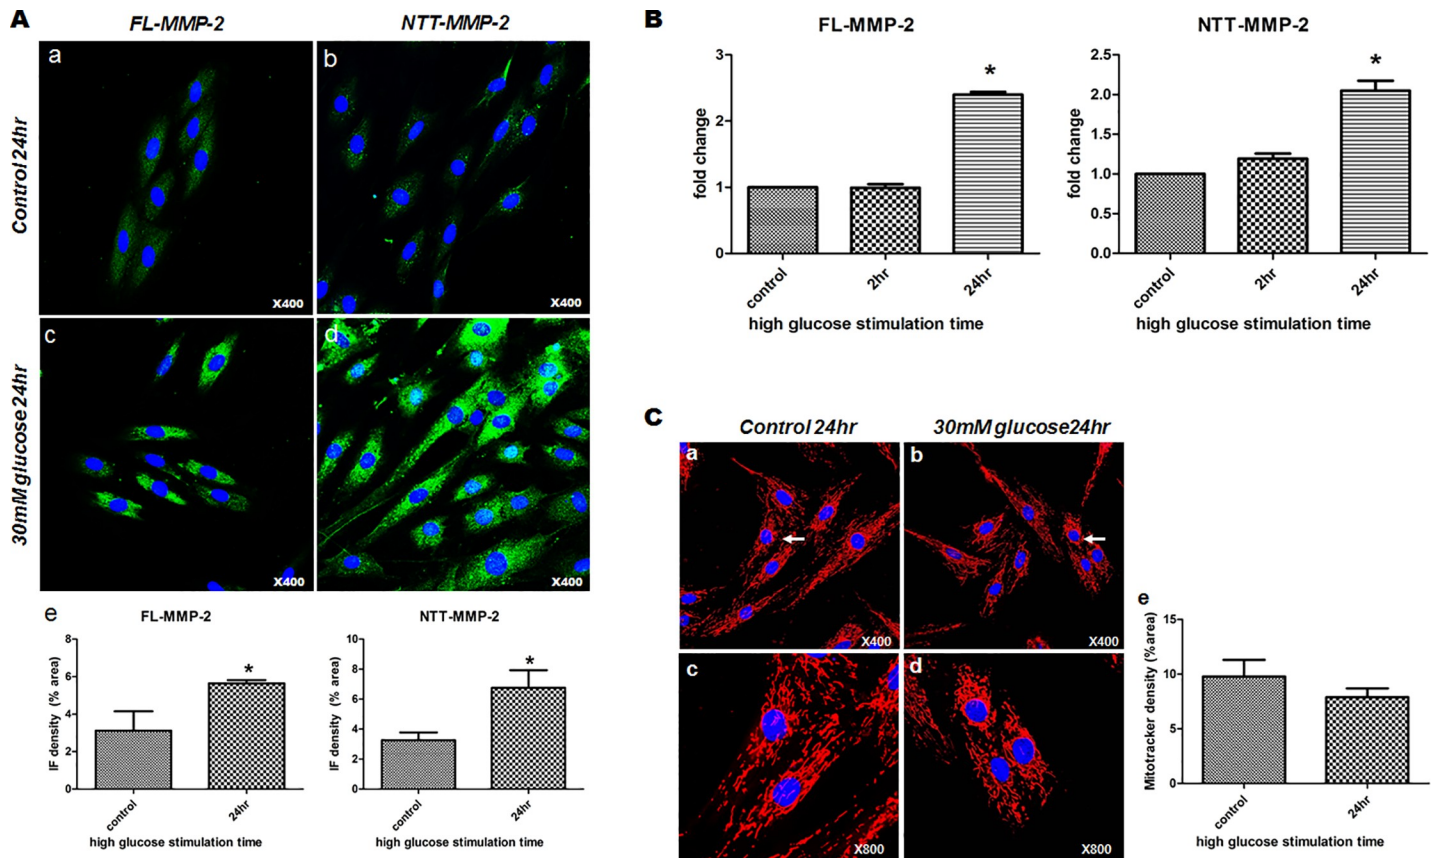 A
FL-MMP-2
NTT-MMP-2
Control 24hr
a
X400
b
X400
30mM glucose 24hr
c
X400
d
X400
e
FL-MMP-2
IF density (% area)
8
6
4
2
0
*
control
24hr
high glucose stimulation time
NTT-MMP-2
IF density (% area)
10
8
6
4
2
0
*
control
24hr
high glucose stimulation time
B
FL-MMP-2
fold change
3
2
1
0
*
control
2hr
24hr
high glucose stimulation time
NTT-MMP-2
fold change
2.5
2.0
1.5
1.0
0.5
0.0
*
control
2hr
24hr
high glucose stimulation time
C
Control 24hr
30mM glucose24hr
a
X400
b
X400
c
X800
d
X800
e
Mitotracker density (%area)
15
10
5
0
control
24hr
high glucose stimulation time